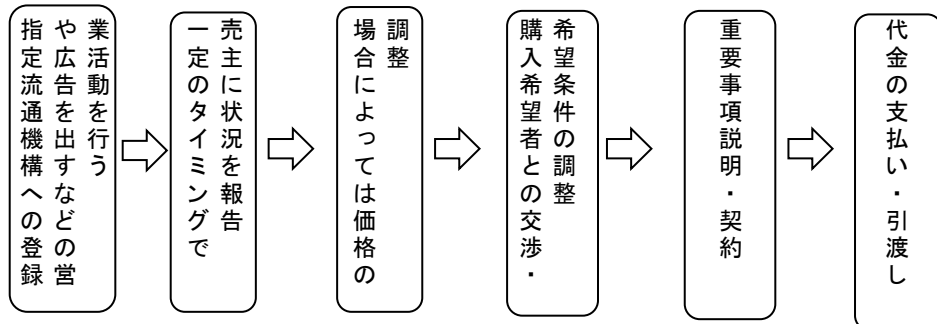 指定流通機構への登録
や広告を出すなどの営
業活動を行う
一定のタイミングで
売主に状況を報告
場合によっては価格の
調整
購入希望者との交渉・
希望条件の調整
重要事項説明・契約
代金の支払い・引渡し